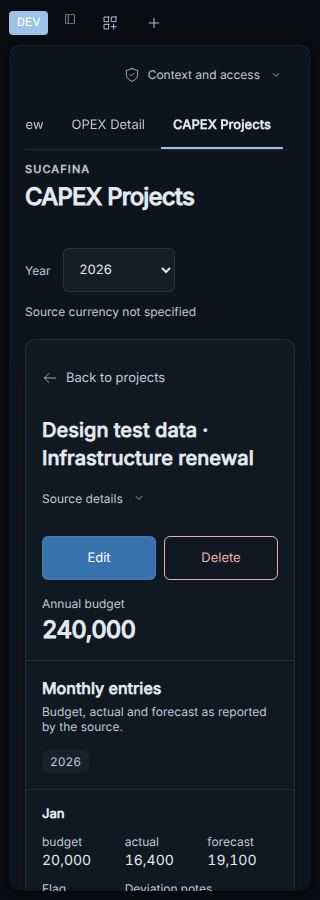 DEV
Context and access
ew
OPEX Detail
CAPEX Projects
SUCAFINA
CAPEX Projects
Year
2026
Source currency not specified
Back to projects
Design test data ·
Infrastructure renewal
Source details
Edit
Delete
Annual budget
240,000
Monthly entries
Budget, actual and forecast as reported
by the source.
2026
Jan
budget actual forecast
20,000 16,400 19,100
Flag Deviation notes